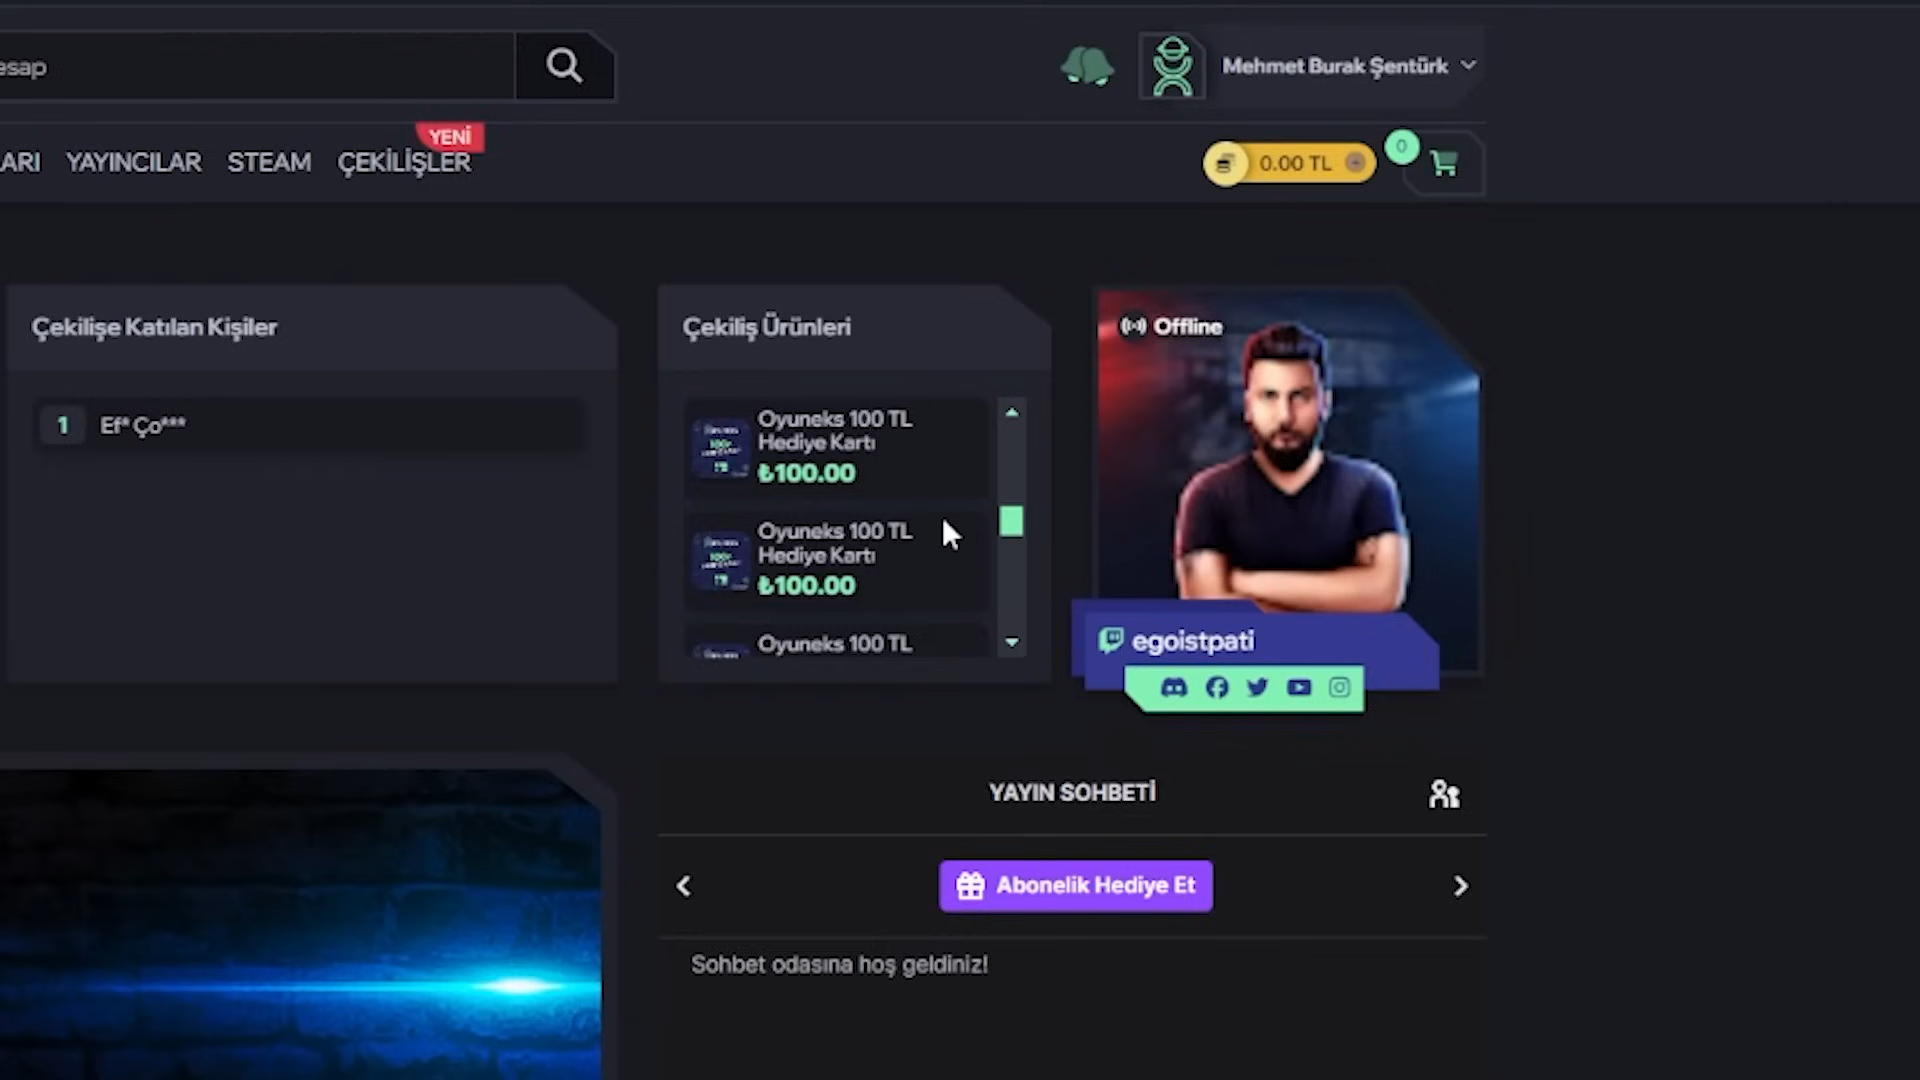 esap
Mehmet Burak Şentürk
YENİ
ARI YAYINCILAR STEAM ÇEKİLİŞLER
0.00 TL
0
Çekilişe Katılan Kişiler
1 Ef* Ço***
Çekiliş Ürünleri
Oyuneks 100 TL
Hediye Kartı
₺100.00
Oyuneks 100 TL
Hediye Kartı
₺100.00
Oyuneks 100 TL
Offline
egoistpati
YAYIN SOHBETİ
Abonelik Hediye Et
Sohbet odasına hoş geldiniz!